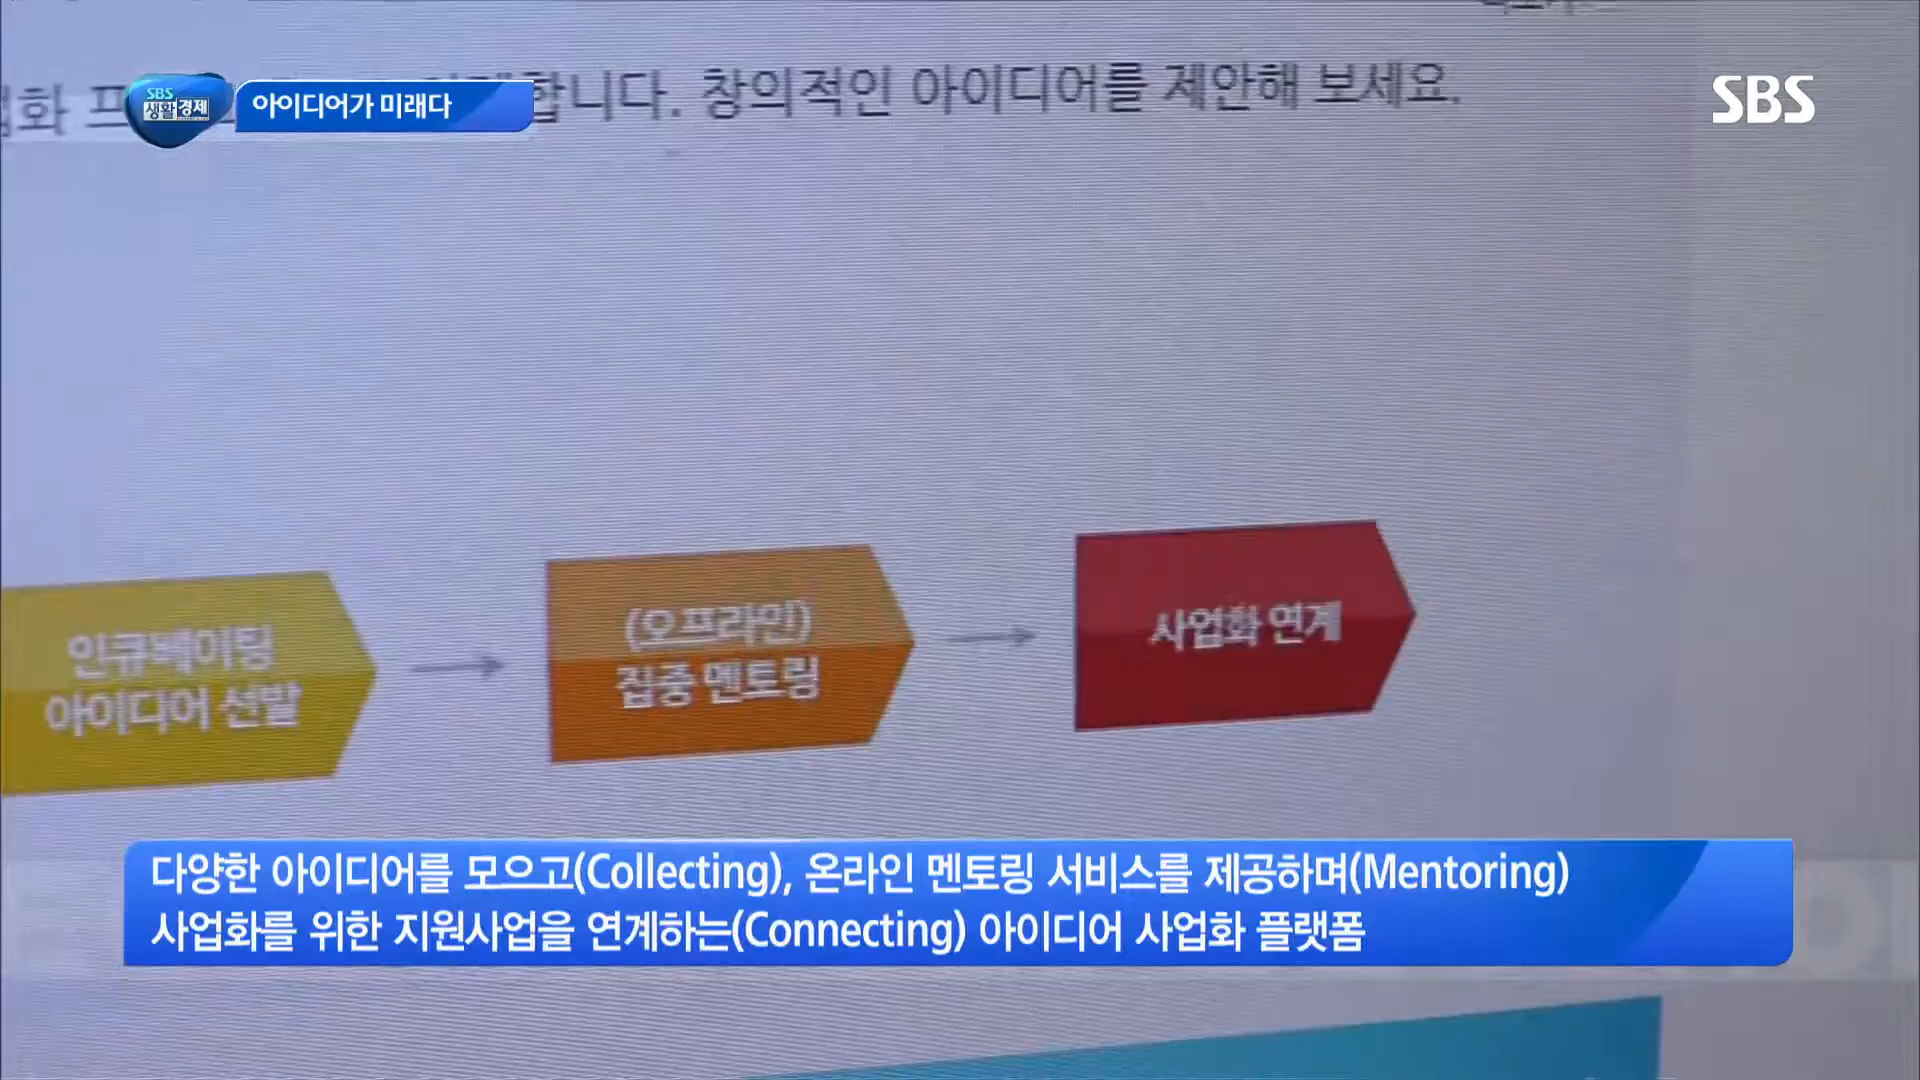 합니다. 창의적인 아이디어를 제안해 보세요.
SBS
생활경제
아이디어가 미래다
SBS
인큐베이팅
아이디어 선발
(오프라인)
집중 멘토링
사업화 연계
다양한 아이디어를 모으고(Collecting), 온라인 멘토링 서비스를 제공하며(Mentoring)
사업화를 위한 지원사업을 연계하는(Connecting) 아이디어 사업화 플랫폼